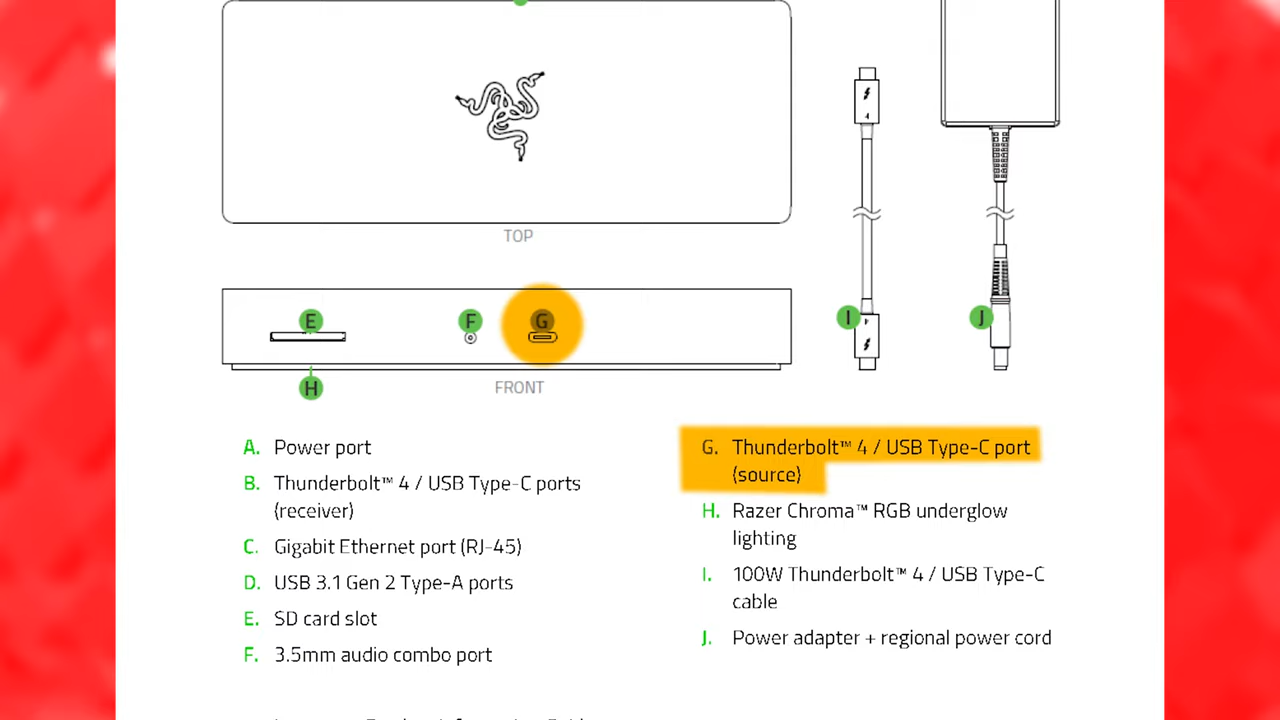 TOP
E
F
G
I
J
H
FRONT
A. Power port
B. Thunderbolt™ 4 / USB Type-C ports
(receiver)
C. Gigabit Ethernet port (RJ-45)
D. USB 3.1 Gen 2 Type-A ports
E. SD card slot
F. 3.5mm audio combo port
G. Thunderbolt™ 4 / USB Type-C port
(source)
H. Razer Chroma™ RGB underglow
lighting
I. 100W Thunderbolt™ 4 / USB Type-C
cable
J. Power adapter + regional power cord